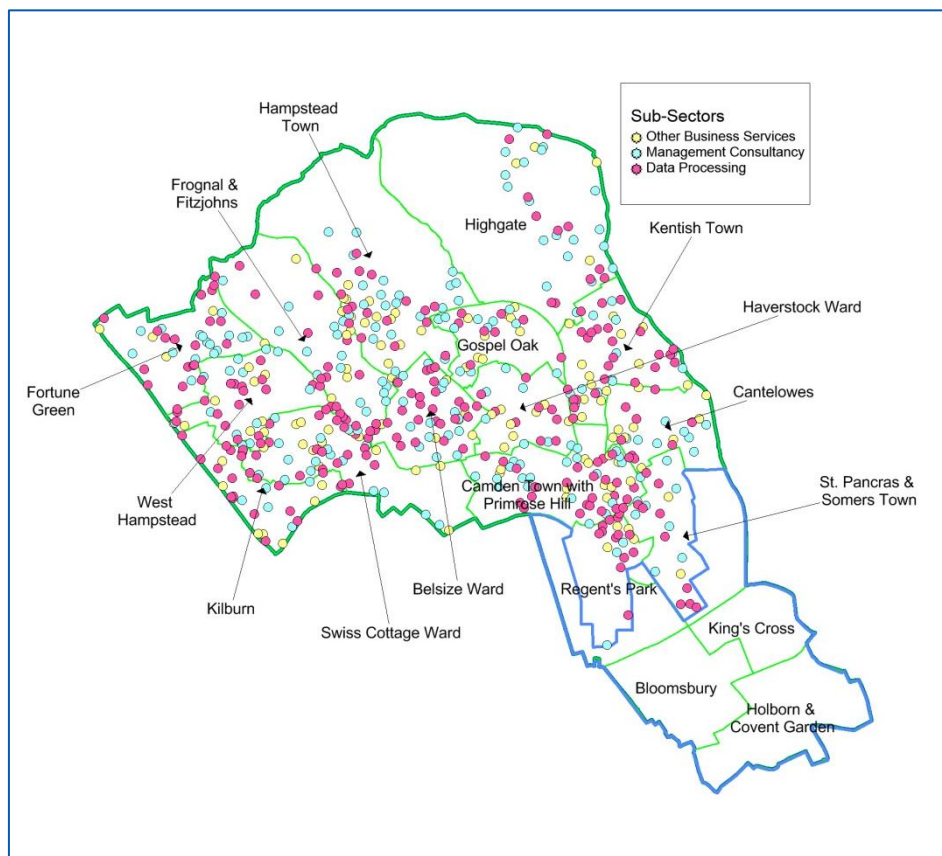 Hampstead
Town
Sub-Sectors
Other Business Services
Management Consultancy
Data Processing
Frognal &
Fitzjohns
Highgate
Kentish Town
Haverstock Ward
Gospel Oak
Fortune
Green
Cantelowes
West
Hampstead
Camden Town with
Primrose Hill
St. Pancras &
Somers Town
Kilburn
Belsize Ward
Regent's Park
Swiss Cottage Ward
King's Cross
Bloomsbury
Holborn &
Covent Garden